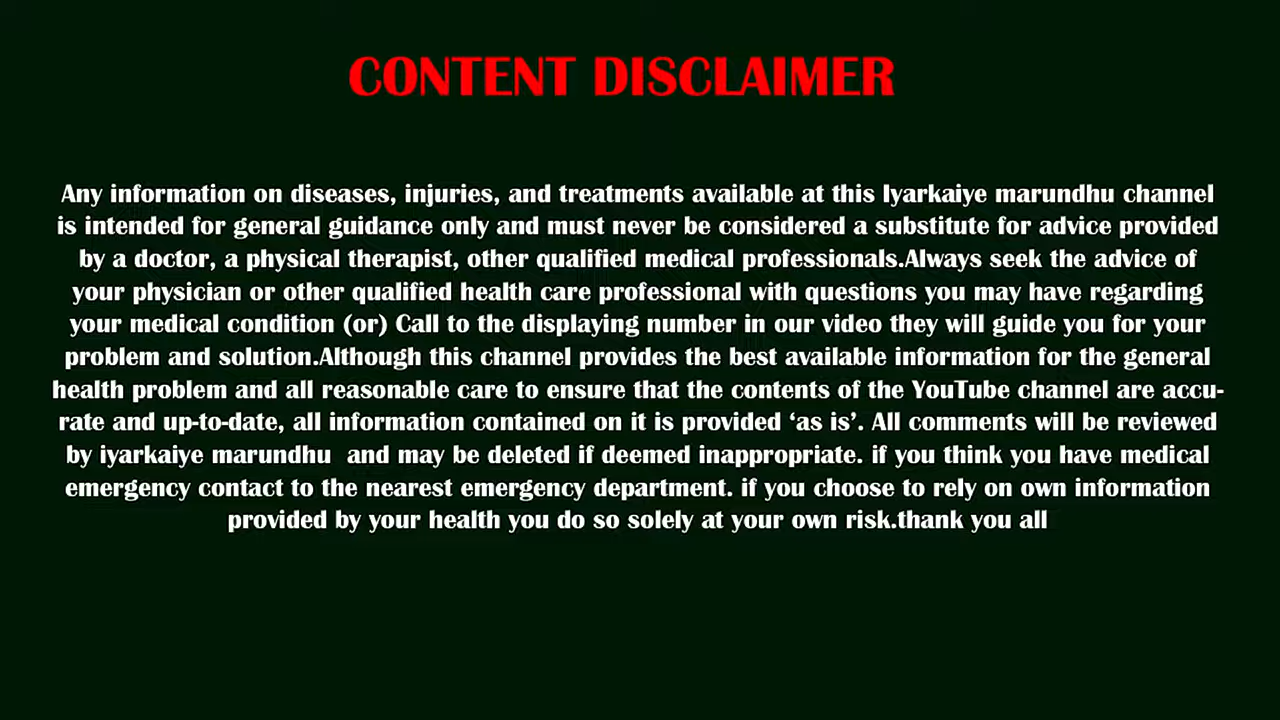 CONTENT DISCLAIMER
Any information on diseases, injuries, and treatments available at this Iyarkaiye marundhu channel
is intended for general guidance only and must never be considered a substitute for advice provided
by a doctor, a physical therapist, other qualified medical professionals.Always seek the advice of
your physician or other qualified health care professional with questions you may have regarding
your medical condition (or) Call to the displaying number in our video they will guide you for your
problem and solution.Although this channel provides the best available information for the general
health problem and all reasonable care to ensure that the contents of the YouTube channel are accu-
rate and up-to-date, all information contained on it is provided ‘as is’. All comments will be reviewed
by iyarkaiye marundhu  and may be deleted if deemed inappropriate. if you think you have medical
emergency contact to the nearest emergency department. if you choose to rely on own information
provided by your health you do so solely at your own risk.thank you all